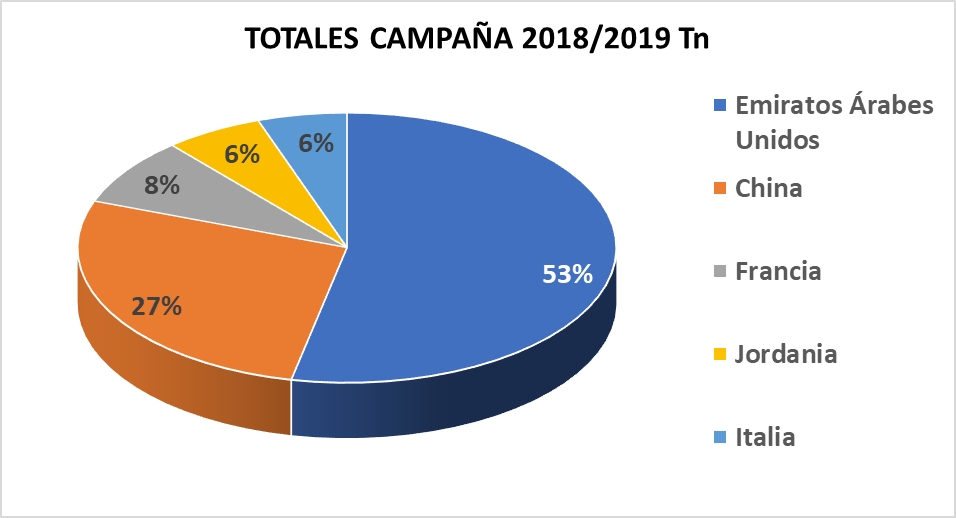 TOTALES CAMPAÑA 2018/2019 Tn
6%
6%
8%
53%
27%
Emiratos Árabes
Unidos
China
Francia
Jordania
Italia